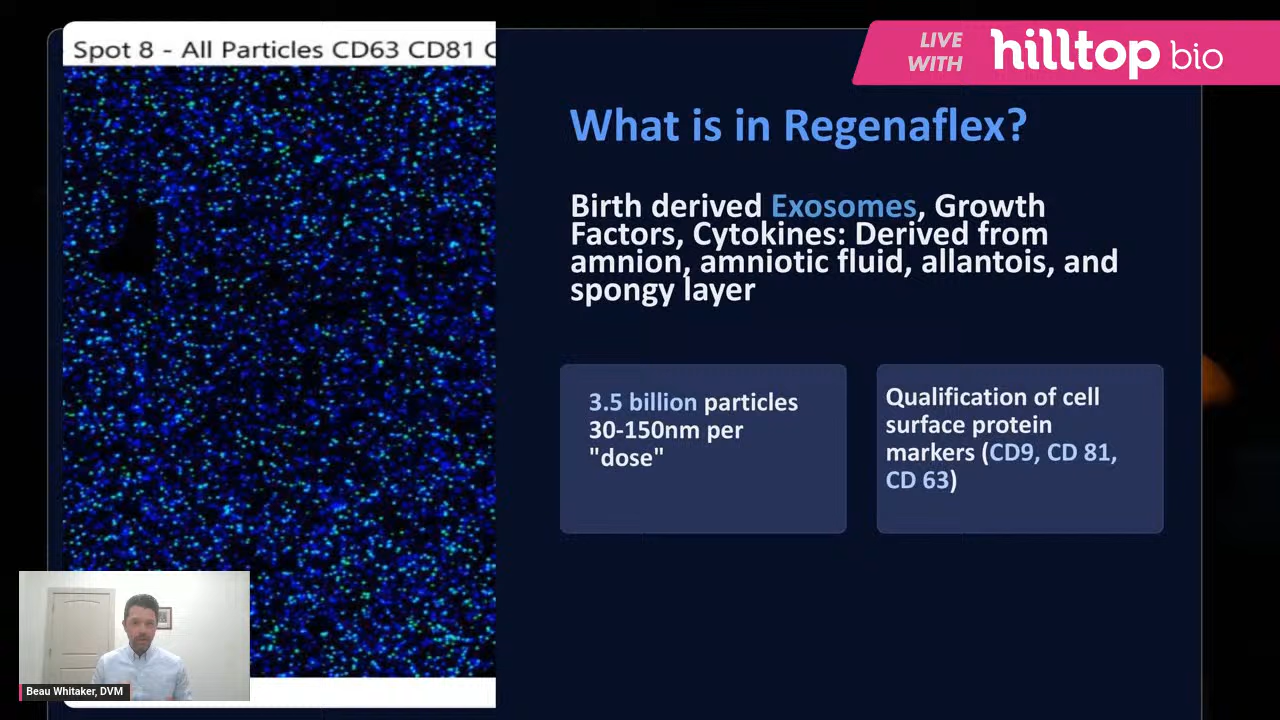 Spot 8 - All Particles CD63 CD81 C
LIVE
WITH
hilltop bio
What is in Regenaflex?
Birth derived Exosomes, Growth
Factors, Cytokines: Derived from
amnion, amniotic fluid, allantois, and
spongy layer
3.5 billion particles
30-150nm per
"dose"
Qualification of cell
surface protein
markers (CD9, CD 81,
CD 63)
Beau Whitaker, DVM